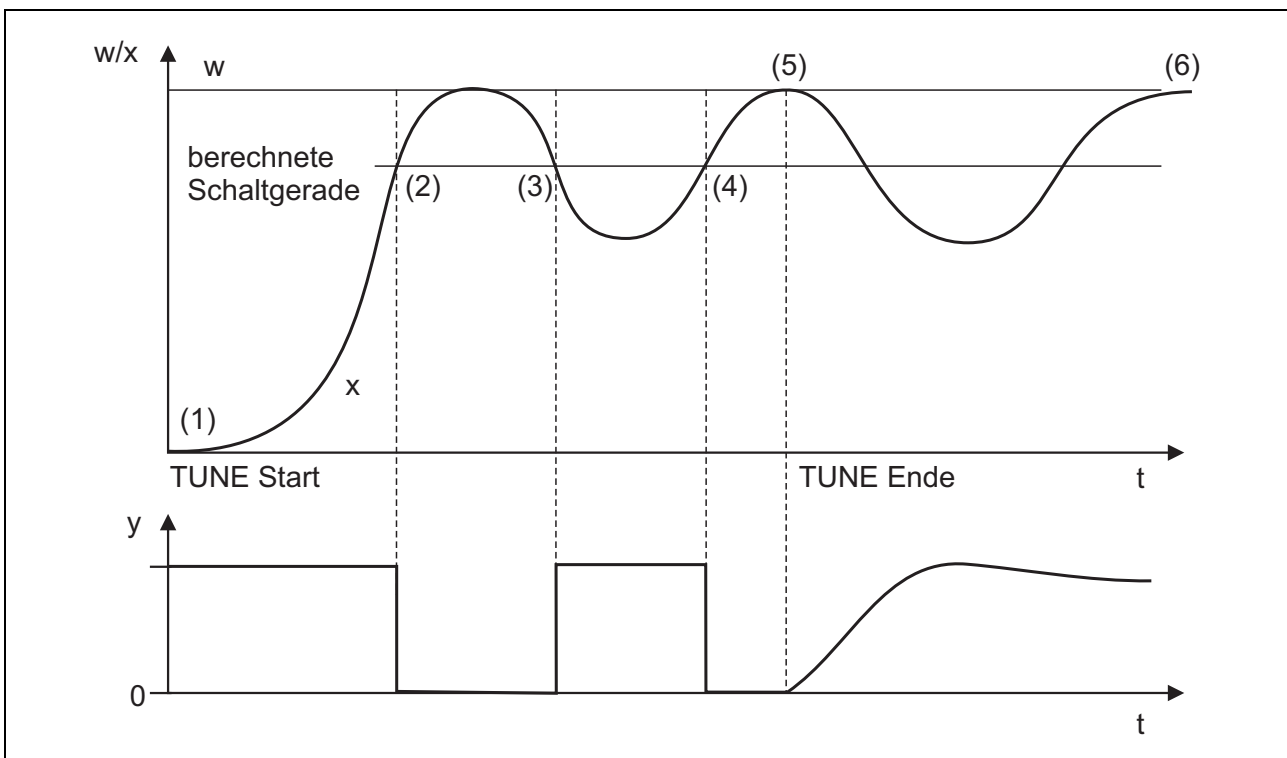 w/x
w
(5)
(6)
berechnete
Schaltgerade
(2)
(3)
(4)
x
(1)
TUNE Start
TUNE Ende
t
y
0
t